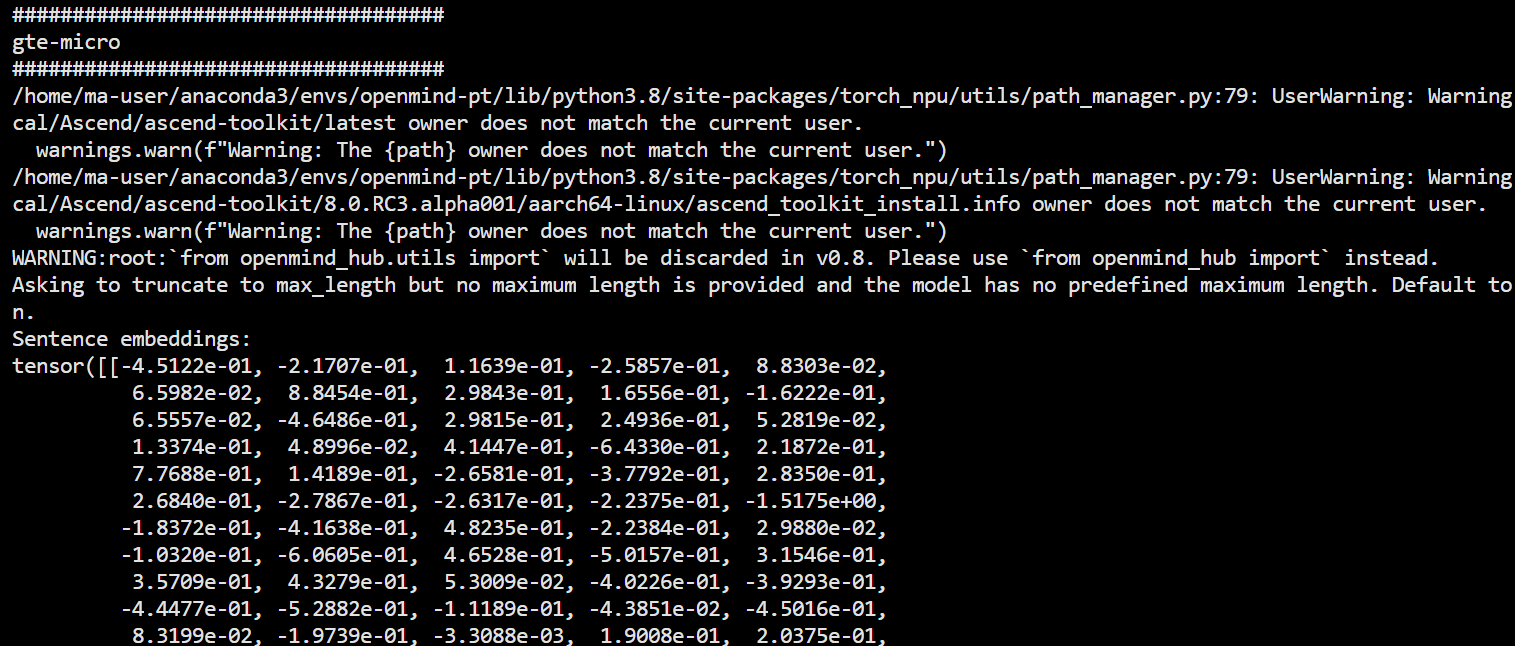 ####################################
gte-micro
####################################
/home/ma-user/anaconda3/envs/openmind-pt/lib/python3.8/site-packages/torch_npu/utils/path_manager.py:79: UserWarning: Warning
cal/Ascend/ascend-toolkit/latest owner does not match the current user.
  warnings.warn(f"Warning: The {path} owner does not match the current user.")
/home/ma-user/anaconda3/envs/openmind-pt/lib/python3.8/site-packages/torch_npu/utils/path_manager.py:79: UserWarning: Warning
cal/Ascend/ascend-toolkit/8.0.RC3.alpha001/aarch64-linux/ascend_toolkit_install.info owner does not match the current user.
  warnings.warn(f"Warning: The {path} owner does not match the current user.")
WARNING:root:`from openmind_hub.utils import` will be discarded in v0.8. Please use `from openmind_hub import` instead.
Asking to truncate to max_length but no maximum length is provided and the model has no predefined maximum length. Default to
n.
Sentence embeddings:
tensor([[-4.5122e-01, -2.1707e-01,  1.1639e-01, -2.5857e-01,  8.8303e-02,
          6.5982e-02,  8.8454e-01,  2.9843e-01,  1.6556e-01, -1.6222e-01,
          6.5557e-02, -4.6486e-01,  2.9815e-01,  2.4936e-01,  5.2819e-02,
          1.3374e-01,  4.8996e-02,  4.1447e-01, -6.4330e-01,  2.1872e-01,
          7.7688e-01,  1.4189e-01, -2.6581e-01, -3.7792e-01,  2.8350e-01,
          2.6840e-01, -2.7867e-01, -2.6317e-01, -2.2375e-01, -1.5175e+00,
         -1.8372e-01, -4.1638e-01,  4.8235e-01, -2.2384e-01,  2.9880e-02,
         -1.0320e-01, -6.0605e-01,  4.6528e-01, -5.0157e-01,  3.1546e-01,
          3.5709e-01,  4.3279e-01,  5.3009e-02, -4.0226e-01, -3.9293e-01,
         -4.4477e-01, -5.2882e-01, -1.1189e-01, -4.3851e-02, -4.5016e-01,
          8.3199e-02, -1.9739e-01, -3.3088e-03,  1.9008e-01,  2.0375e-01,